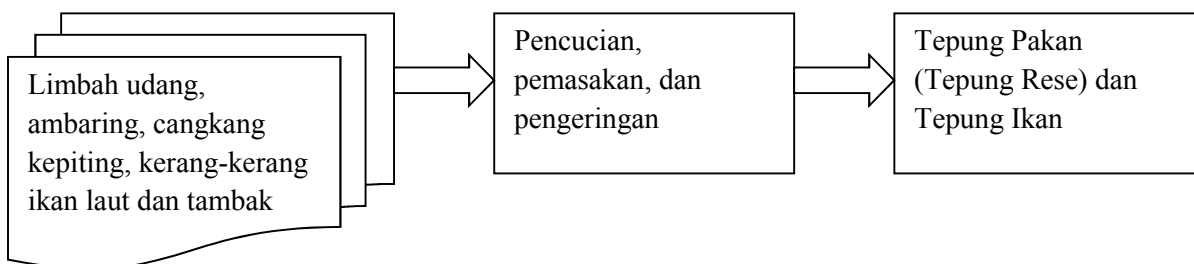 Limbah udang,
ambaring, cangkang
kepiting, kerang-kerang
ikan laut dan tambak
Pencucian,
pemasakan, dan
pengeringan
Tepung Pakan
(Tepung Rese) dan
Tepung Ikan